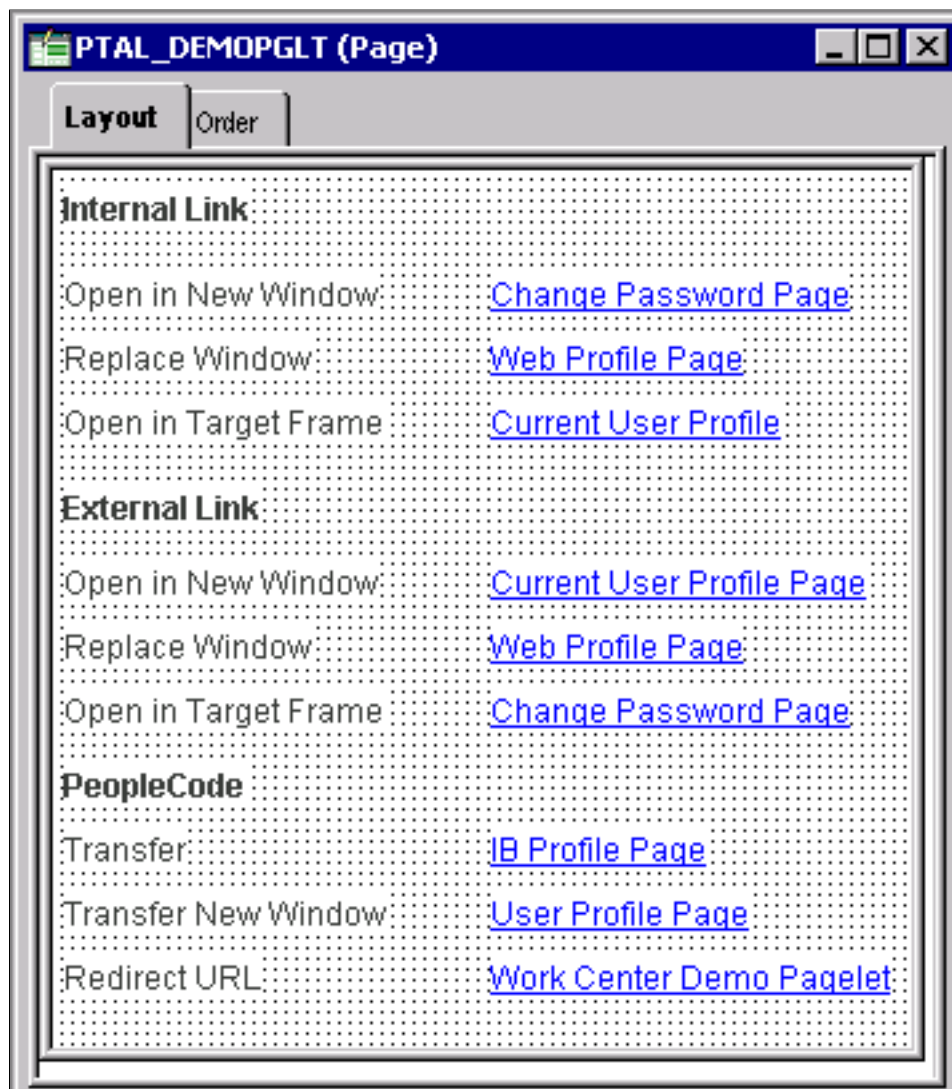 PTAL_DEMOPGLT (Page)
Layout Order
Internal Link
Open in New Window Change Password Page
Replace Window Web Profile Page
Open in Target Frame Current User Profile
External Link
Open in New Window Current User Profile Page
Replace Window Web Profile Page
Open in Target Frame Change Password Page
PeopleCode
Transfer IB Profile Page
Transfer New Window User Profile Page
Redirect URL Work Center Demo Pagelet